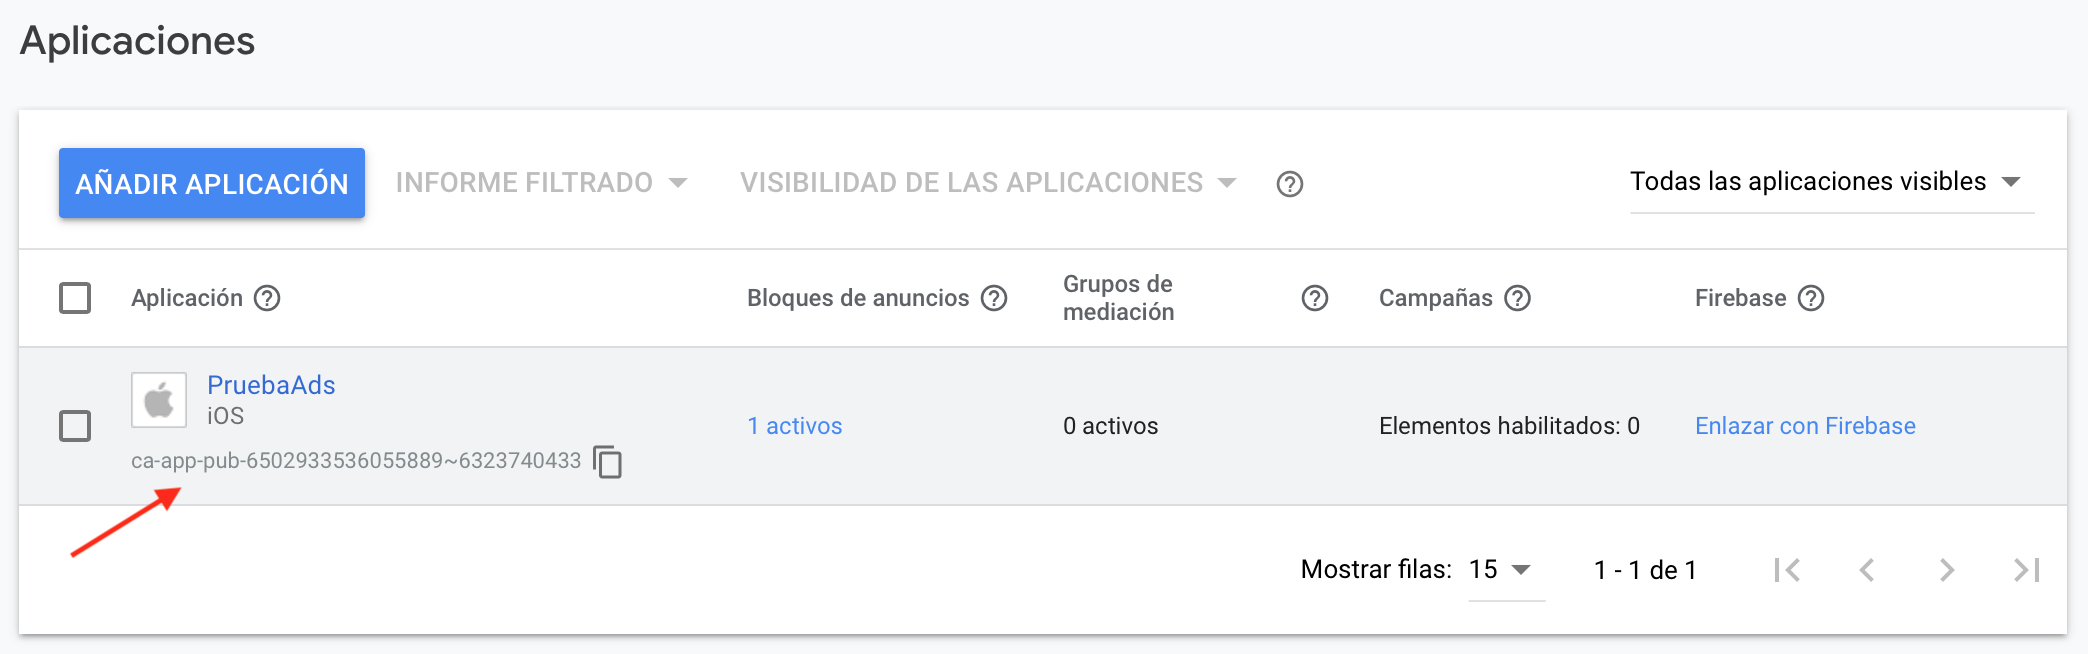 Aplicaciones
AÑADIR APLICACIÓN INFORME FILTRADO VISIBILIDAD DE LAS APLICACIONES Todas las aplicaciones visibles
Aplicación Bloques de anuncios Grupos de mediación Campañas Firebase
PruebaAds
iOS
1 activos 0 activos Elementos habilitados: 0 Enlazar con Firebase
ca-app-pub-6502933536055889~6323740433
Mostrar filas: 15 1 - 1 de 1